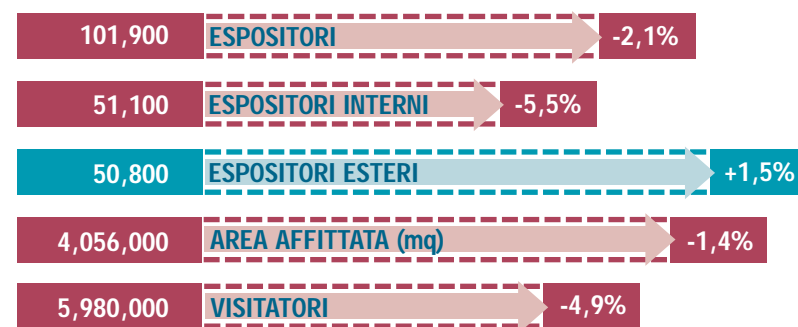 101,900 ESPOSITORI -2,1%
51,100 ESPOSITORI INTERNI -5,5%
50,800 ESPOSITORI ESTERI +1,5%
4,056,000 AREA AFFITTATA (mq) -1,4%
5,980,000 VISITATORI -4,9%